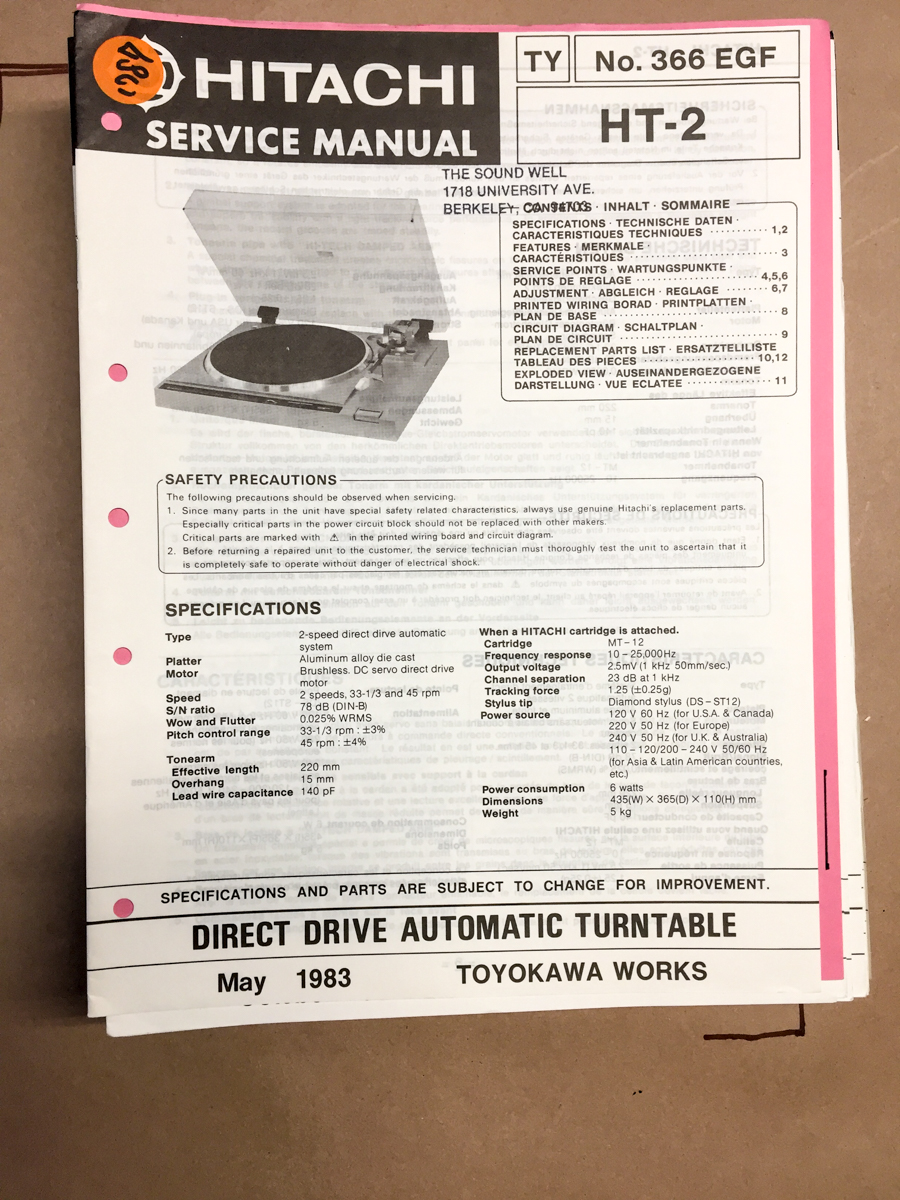 HITACHI
SERVICE MANUAL
TY
No. 366 EGF
HT-2
THE SOUND WELL
1718 UNIVERSITY AVE.
BERKELEY, CA 94703
CONTENTS · INHALT · SOMMAIRE
SPECIFICATIONS · TECHNISCHE DATEN ·
CARACTERISTIQUES TECHNIQUES ········ 1,2
FEATURES · MERKMALE ·
CARACTÉRISTIQUES ···················· 3
SERVICE POINTS · WARTUNGSPUNKTE ·
POINTS DE REGLAGE ················ 4,5,6
ADJUSTMENT · ABGLEICH · REGLAGE ········ 6,7
PRINTED WIRING BORAD · PRINTPLATTEN ·
PLAN DE BASE ···················· 8
CIRCUIT DIAGRAM · SCHALTPLAN ·
PLAN DE CIRCUIT ···················· 9
REPLACEMENT PARTS LIST · ERSATZTELILISTE
TABLEAU DES PIECES ················ 10,12
EXPLODED VIEW · AUSEINANDERGEZOGENE
DARSTELLUNG · VUE ECLATEE ············ 11
SAFETY PRECAUTIONS
The following precautions should be observed when servicing.
1. Since many parts in the unit have special safety related characteristics, always use genuine Hitachi's replacement parts.
Especially critical parts in the power circuit block should not be replaced with other makers.
Critical parts are marked with ⚠ in the printed wiring board and circuit diagram.
2. Before returning a repaired unit to the customer, the service technician must thoroughly test the unit to ascertain that it
is completely safe to operate without danger of electrical shock.
SPECIFICATIONS
Type 2-speed direct dirve automatic
system
Platter Aluminum alloy die cast
Motor Brushless. DC servo direct drive
motor
Speed 2 speeds, 33-1/3 and 45 rpm
S/N ratio 78 dB (DIN-B)
Wow and Flutter 0.025% WRMS
Pitch control range 33-1/3 rpm : ±3%
45 rpm : ±4%
Tonearm
Effective length 220 mm
Overhang 15 mm
Lead wire capacitance 140 pF
When a HITACHI cartridge is attached.
Cartridge MT-12
Frequency response 10-25,000Hz
Output voltage 2.5mV (1 kHz 50mm/sec.)
Channel separation 23 dB at 1 kHz
Tracking force 1.25 (±0.25g)
Stylus tip Diamond stylus (DS-ST12)
Power source 120 V 60 Hz (for U.S.A. & Canada)
220 V 50 Hz (for Europe)
240 V 50 Hz (for U.K. & Australia)
110-120/200-240 V 50/60 Hz
(for Asia & Latin American countries,
etc.)
Power consumption 6 watts
Dimensions 435(W) × 365(D) × 110(H) mm
Weight 5 kg
SPECIFICATIONS AND PARTS ARE SUBJECT TO CHANGE FOR IMPROVEMENT.
DIRECT DRIVE AUTOMATIC TURNTABLE
May 1983 TOYOKAWA WORKS